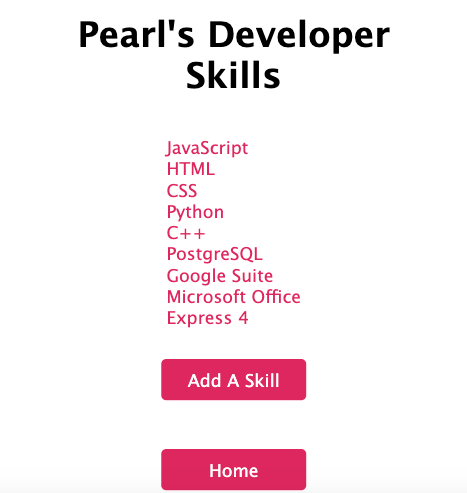 Pearl's Developer
Skills
JavaScript
HTML
CSS
Python
C++
PostgreSQL
Google Suite
Microsoft Office
Express 4
Add A Skill
Home